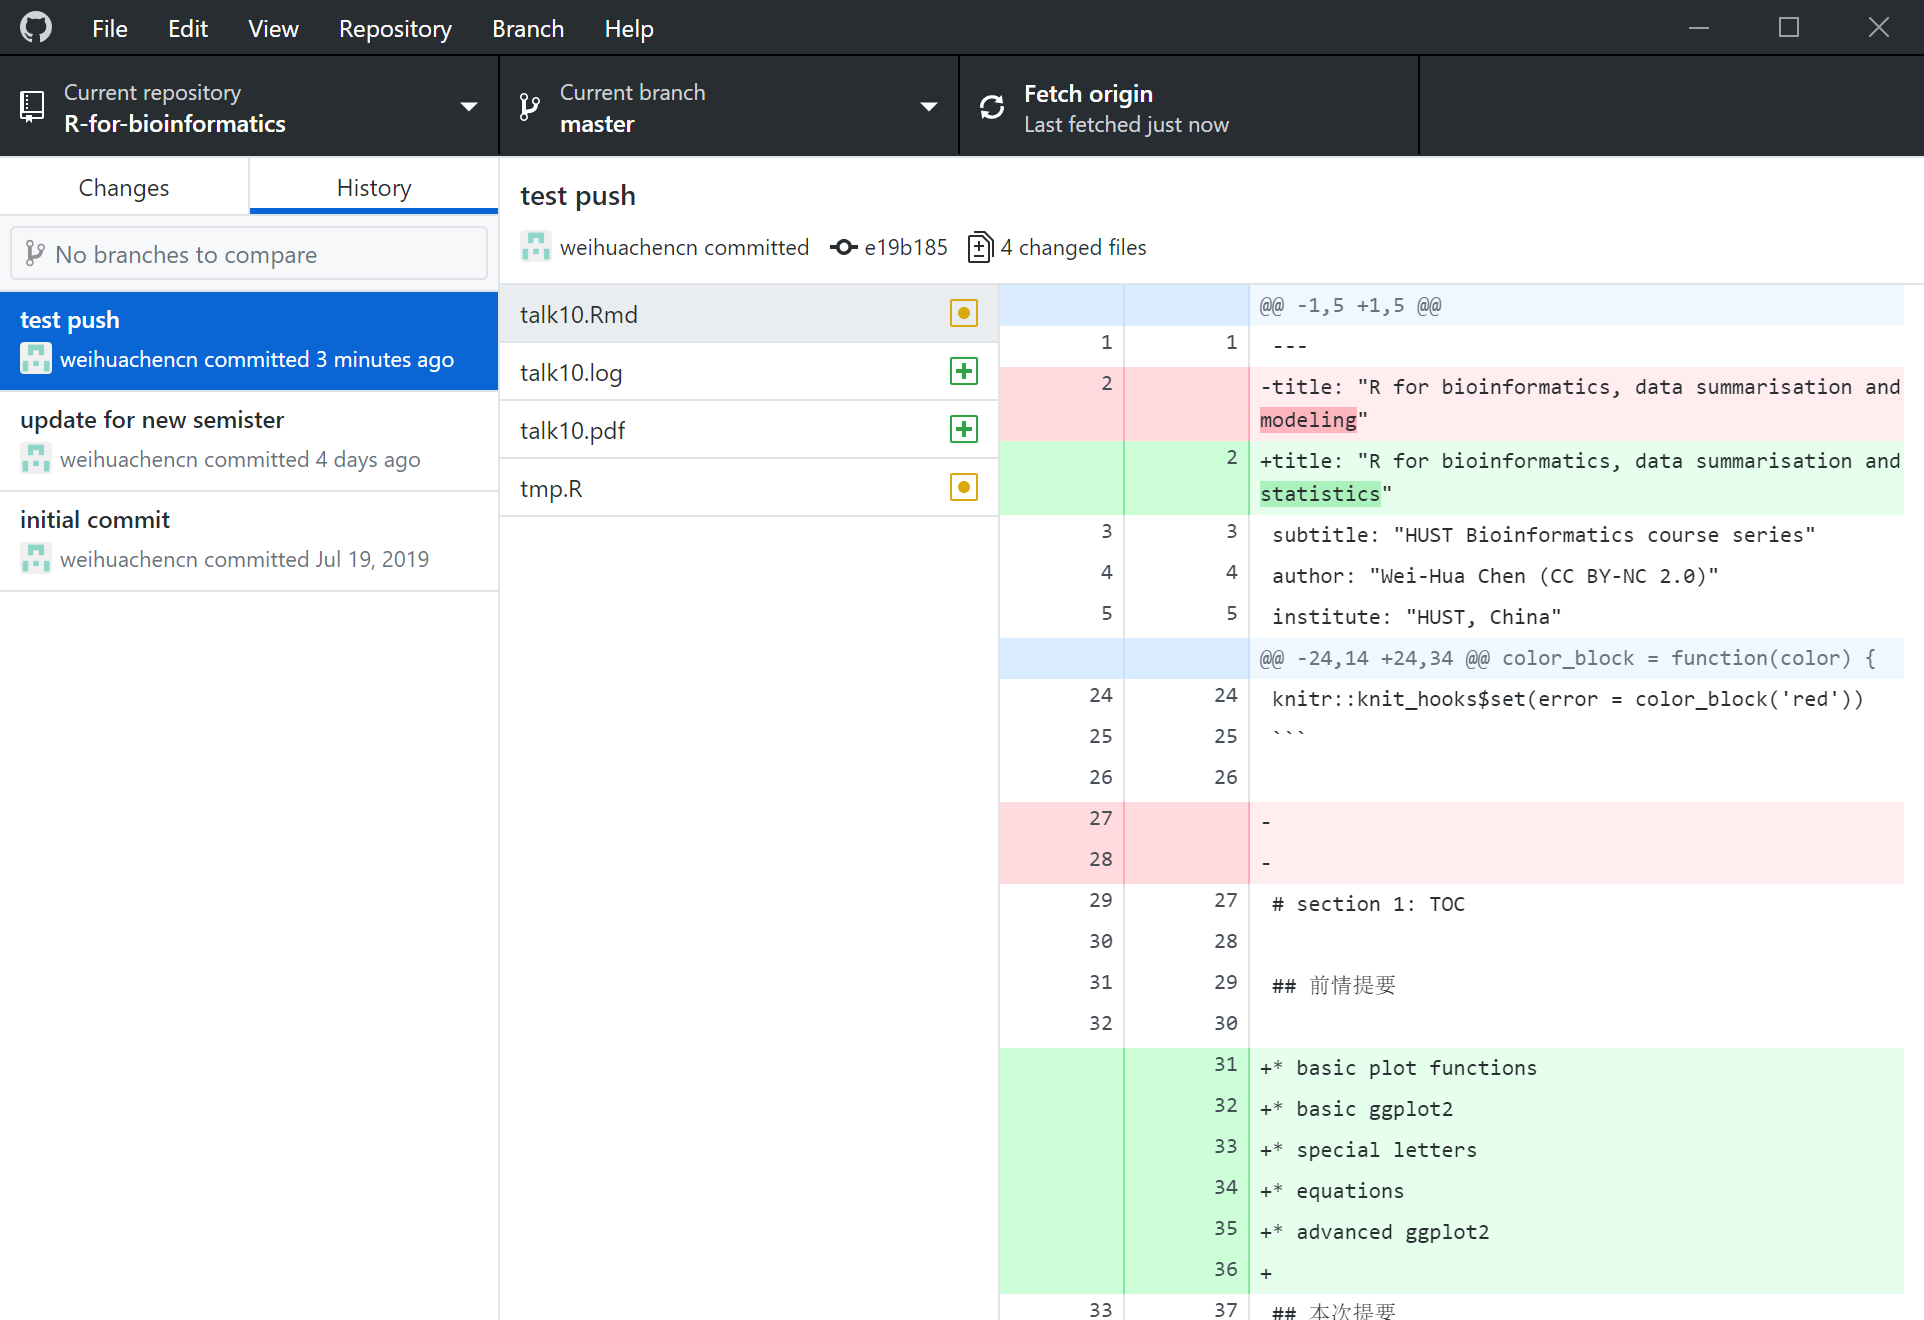 File Edit View Repository Branch Help
Current repository
R-for-bioinformatics
Current branch
master
Fetch origin
Last fetched just now
Changes
History
No branches to compare
test push
weihuachencn committed 3 minutes ago
update for new semister
weihuachencn committed 4 days ago
initial commit
weihuachencn committed Jul 19, 2019
test push
weihuachencn committed e19b185 4 changed files
talk10.Rmd
talk10.log
talk10.pdf
tmp.R
@@ -1,5 +1,5 @@
1 1 ---
2 -title: "R for bioinformatics, data summarisation and
modeling"
2 +title: "R for bioinformatics, data summarisation and
statistics"
3 3 subtitle: "HUST Bioinformatics course series"
4 4 author: "Wei-Hua Chen (CC BY-NC 2.0)"
5 5 institute: "HUST, China"
@@ -24,14 +24,34 @@ color_block = function(color) {
24 24 knitr::knit_hooks$set(error = color_block('red'))
25 25 ```
26 26
27 -
28 -
29 27 # section 1: TOC
30 28
31 29 ## 前情提要
32 30
31 +* basic plot functions
32 +* basic ggplot2
33 +* special letters
34 +* equations
35 +* advanced ggplot2
36 +
33 37 ## 本次提要